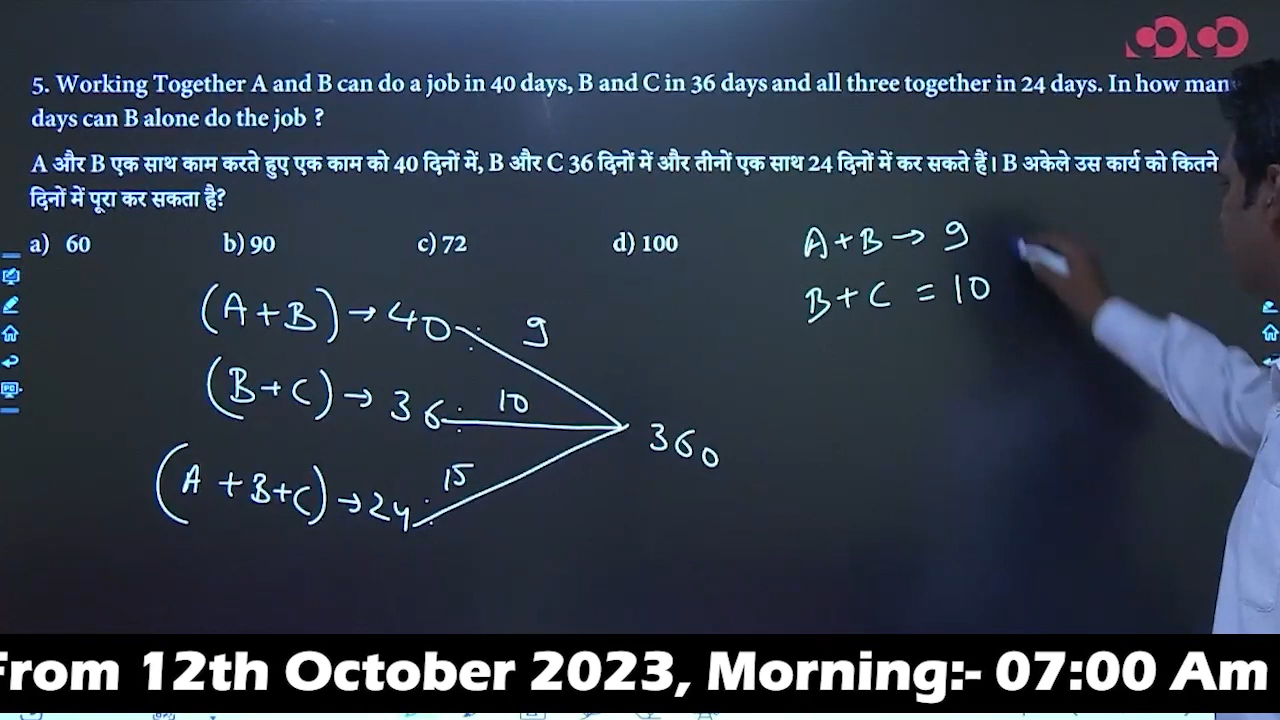 5. Working Together A and B can do a job in 40 days, B and C in 36 days and all three together in 24 days. In how man
days can B alone do the job ?
A और B एक साथ काम करते हुए एक काम को 40 दिनों में, B और C 36 दिनों में और तीनों एक साथ 24 दिनों में कर सकते हैं। B अकेले उस कार्य को कितने
दिनों में पूरा कर सकता है?
a) 60 b) 90 c) 72 d) 100
A+B → 9
B+C = 10
(A+B) → 40 9
(B+C) → 36 10
360
(A+B+C) → 24 15
From 12th October 2023, Morning:- 07:00 Am